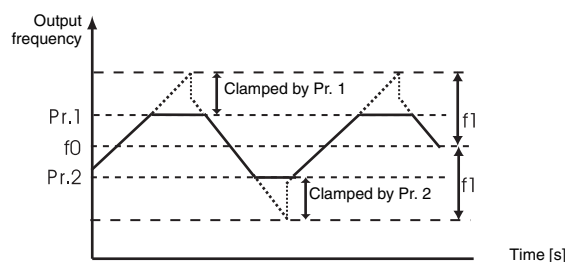 Output
frequency
Clamped by Pr. 1
Pr.1
f1
f0
Pr.2
f1
Clamped by Pr. 2
Time [s]